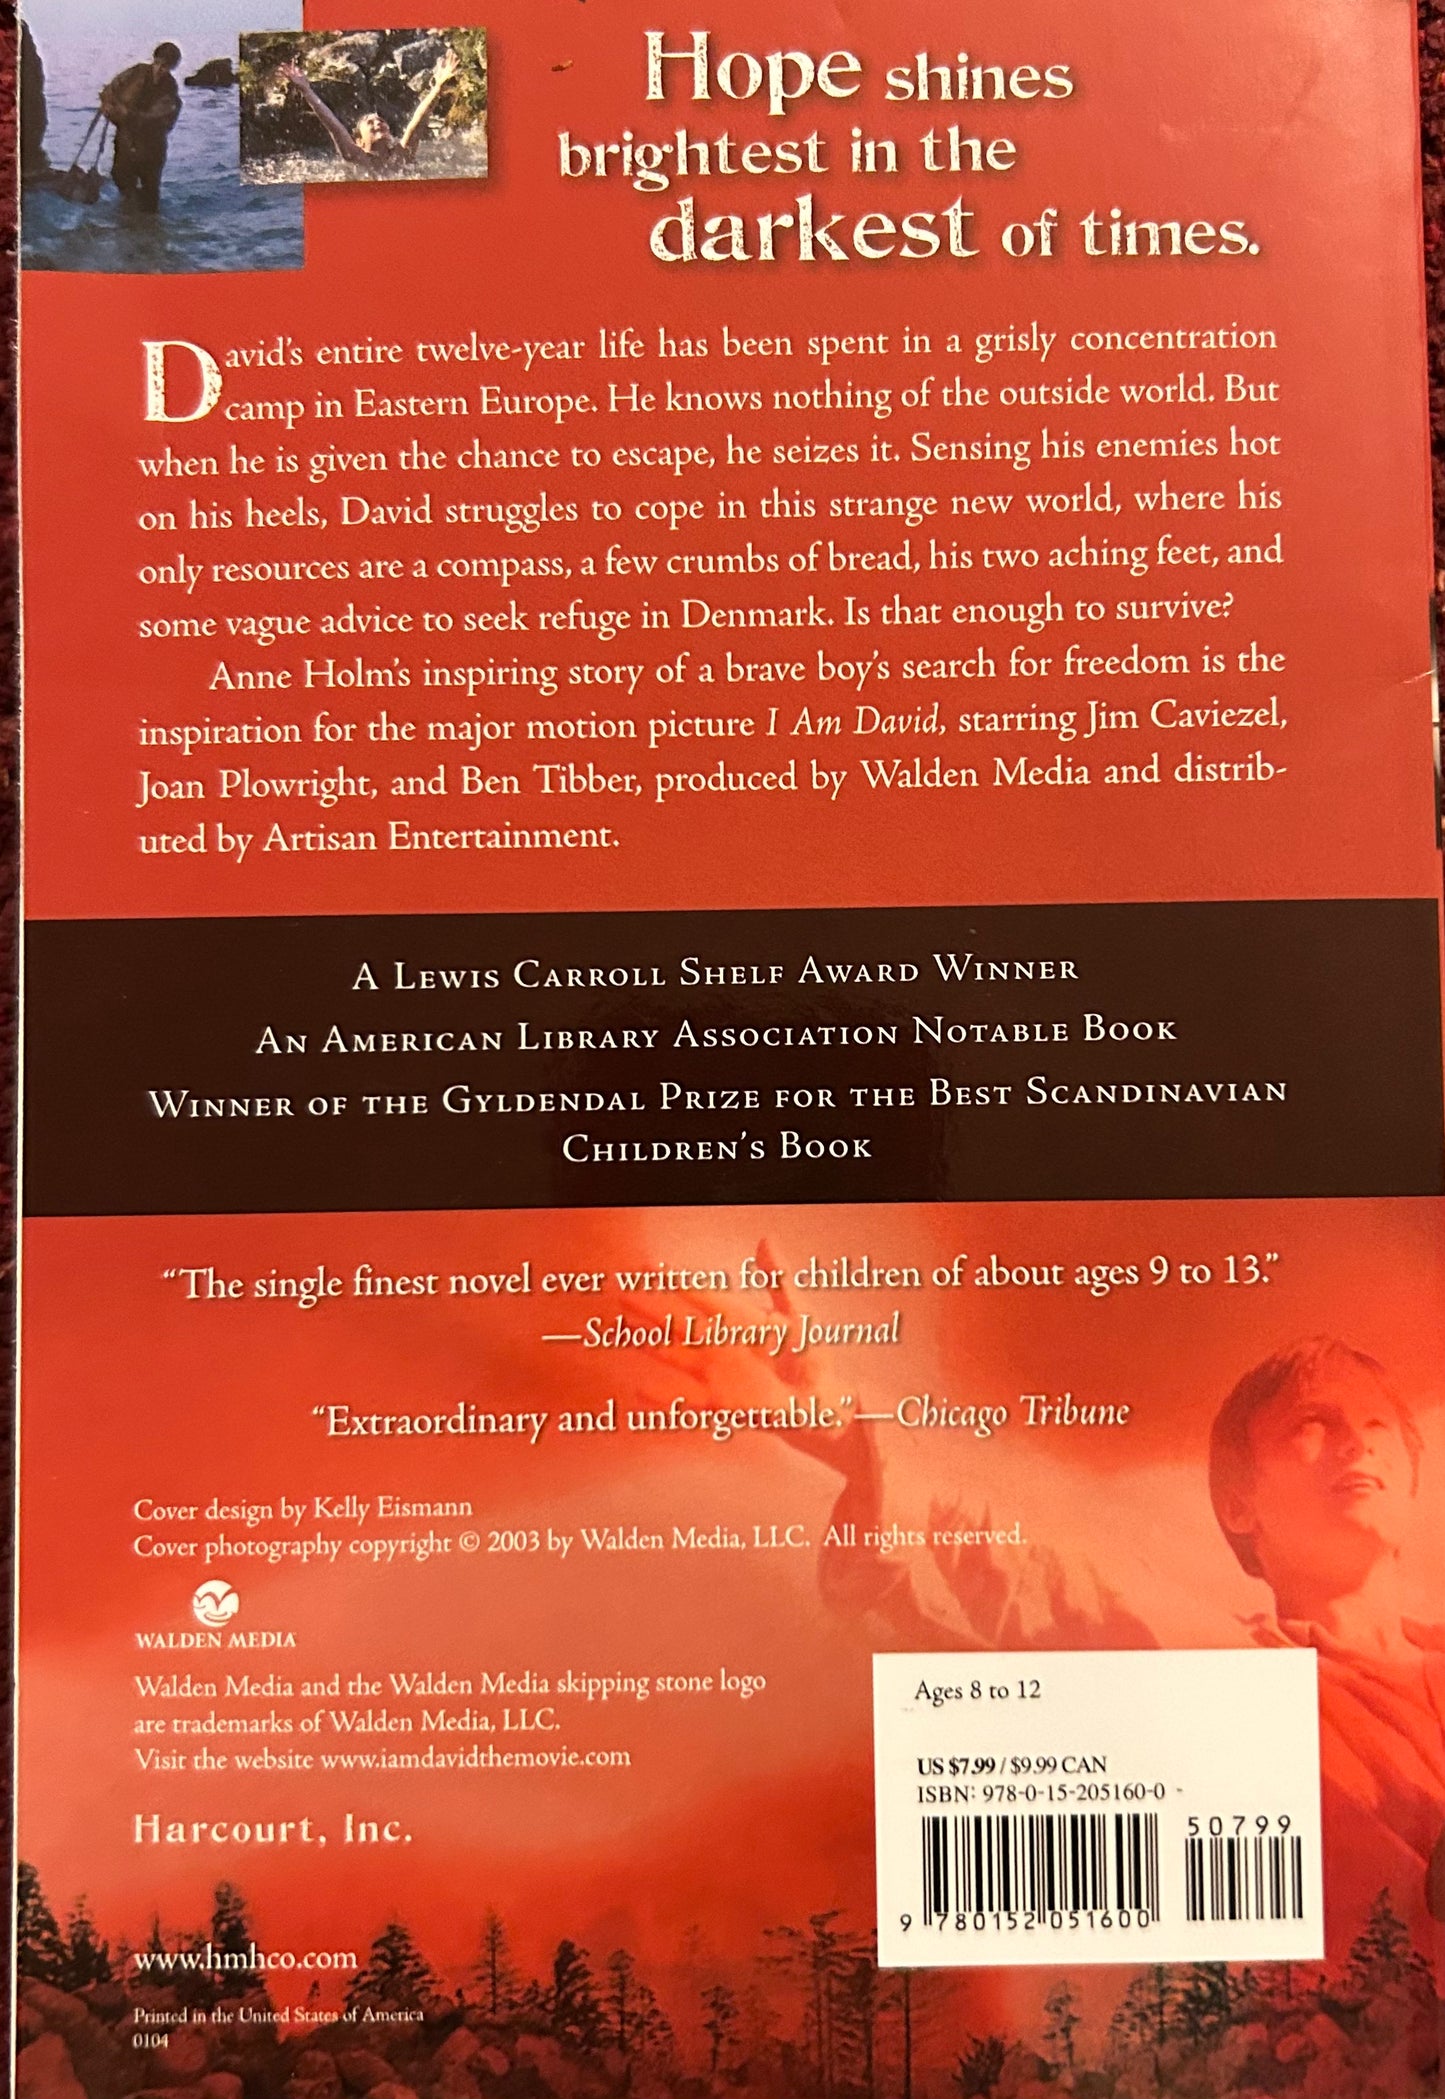 Hope shines
brightest in the
darkest of times.
David's entire twelve-year life has been spent in a grisly concentration
camp in Eastern Europe. He knows nothing of the outside world. But
when he is given the chance to escape, he seizes it. Sensing his enemies hot
on his heels, David struggles to cope in this strange new world, where his
only resources are a compass, a few crumbs of bread, his two aching feet, and
some vague advice to seek refuge in Denmark. Is that enough to survive?
Anne Holm's inspiring story of a brave boy's search for freedom is the
inspiration for the major motion picture I Am David, starring Jim Caviezel,
Joan Plowright, and Ben Tibber, produced by Walden Media and distrib-
uted by Artisan Entertainment.
A Lewis Carroll Shelf Award Winner
An American Library Association Notable Book
Winner of the Gyldendal Prize for the Best Scandinavian
Children's Book
“The single finest novel ever written for children of about ages 9 to 13.”
—School Library Journal
“Extraordinary and unforgettable.”—Chicago Tribune
Cover design by Kelly Eismann
Cover photography copyright © 2003 by Walden Media, LLC. All rights reserved.
WALDEN MEDIA
Walden Media and the Walden Media skipping stone logo
are trademarks of Walden Media, LLC.
Visit the website www.iamdavidthemovie.com
Harcourt, Inc.
www.hmhco.com
Printed in the United States of America
0104
Ages 8 to 12
US $7.99 / $9.99 CAN
ISBN: 978-0-15-205160-0
50799
9 780152 051600